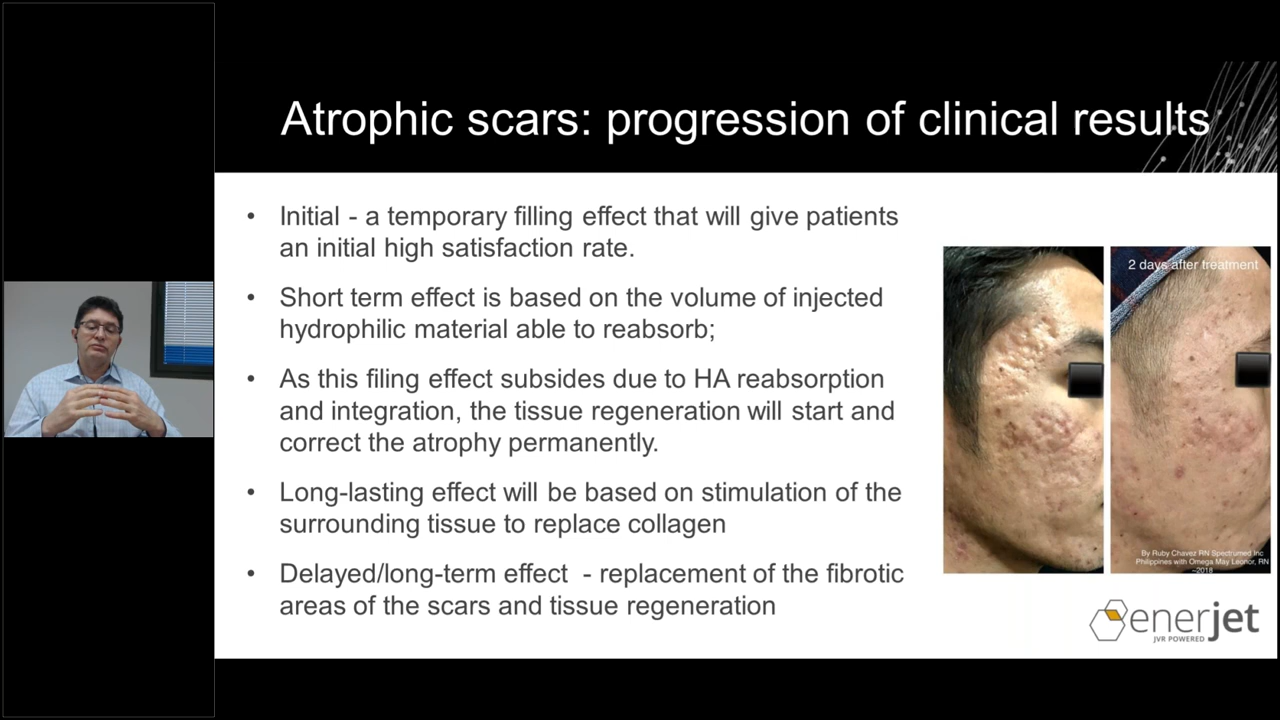 Atrophic scars: progression of clinical results
• Initial - a temporary filling effect that will give patients
an initial high satisfaction rate.
• Short term effect is based on the volume of injected
hydrophilic material able to reabsorb;
• As this filing effect subsides due to HA reabsorption
and integration, the tissue regeneration will start and
correct the atrophy permanently.
• Long-lasting effect will be based on stimulation of the
surrounding tissue to replace collagen
• Delayed/long-term effect - replacement of the fibrotic
areas of the scars and tissue regeneration
2 days after treatment
By Ruby Chavez RN Spectrumed Inc
Philippines with Omega May Leonor, RN
~2018
enerjet
JVR POWERED